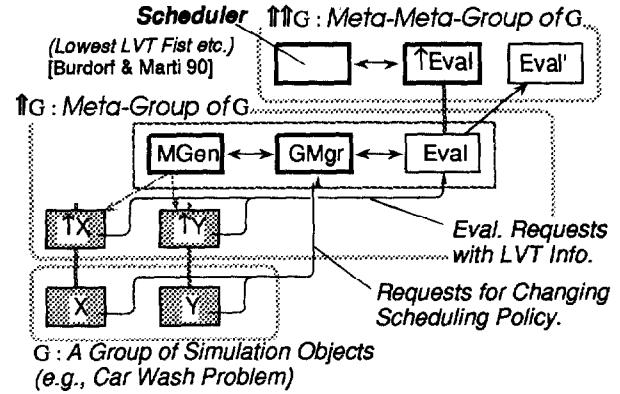 Scheduler
⇑⇑G : Meta-Meta-Group of G
(Lowest LVT Fist etc.)
[Burdorf & Marti 90]
↑Eval
Eval'
⇑G : Meta-Group of G
MGen
GMgr
Eval
↑X
↑Y
Eval. Requests
with LVT Info.
X
Y
Requests for Changing
Scheduling Policy.
G : A Group of Simulation Objects
(e.g., Car Wash Problem)